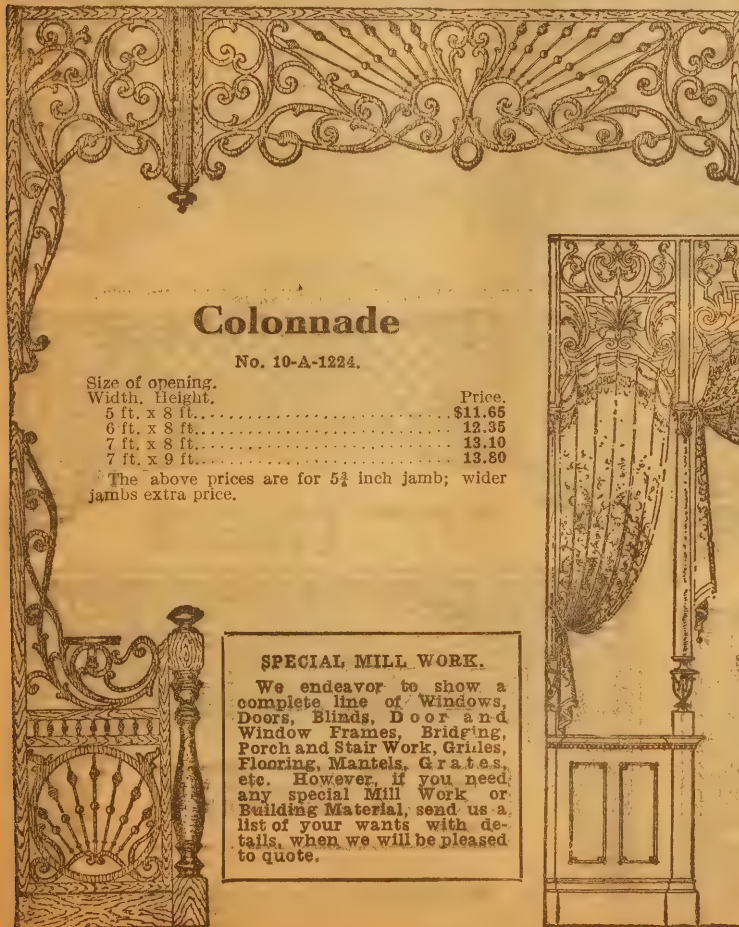 Colonnade
No. 10-A-1224.
Size of opening.
Width. Height. Price.
5 ft. x 8 ft. $11.65
6 ft. x 8 ft. 12.35
7 ft. x 8 ft. 13.10
7 ft. x 9 ft. 13.80
The above prices are for 5¾ inch jamb; wider
jambs extra price.
SPECIAL MILL WORK.
We endeavor to show a
complete line of Windows,
Doors, Blinds, Door and
Window Frames, Bridging,
Porch and Stair Work, Grilles,
Flooring, Mantels, Grates,
etc. However, if you need
any special Mill Work or
Building Material, send us a
list of your wants with de-
tails, when we will be pleased
to quote.